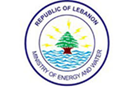 REPUBLIC OF LEBANON
MINISTRY OF ENERGY AND WATER